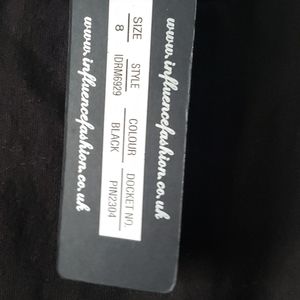 www.influencefashion.co.uk
SIZE STYLE COLOUR DOCKET NO.
8 IDRM6929 BLACK PIN2304
www.influencefashion.co.uk